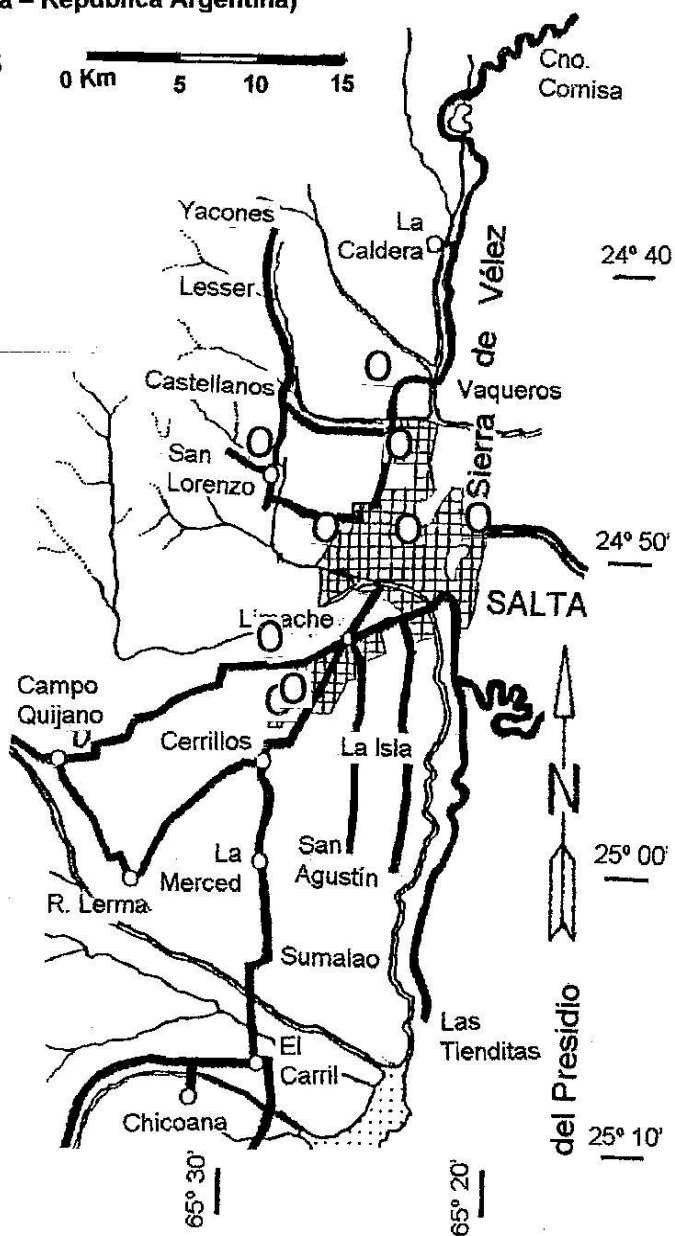 a – República Argentina)
0 Km 5 10 15
Cno.
Cornisa
Yacones
La
Caldera
Sierra de Vélez
24º 40
Lesser
Castellanos
Vaqueros
San
Lorenzo
24º 50'
SALTA
Limache
Campo
Quijano
Cerrillos
La Isla
N
La
Merced
San
Agustín
25º 00'
R. Lerma
Sumalao
Las
Tienditas
del Presidio
El
Carril
Chicoana
25º 10'
65º 30'
65º 20'